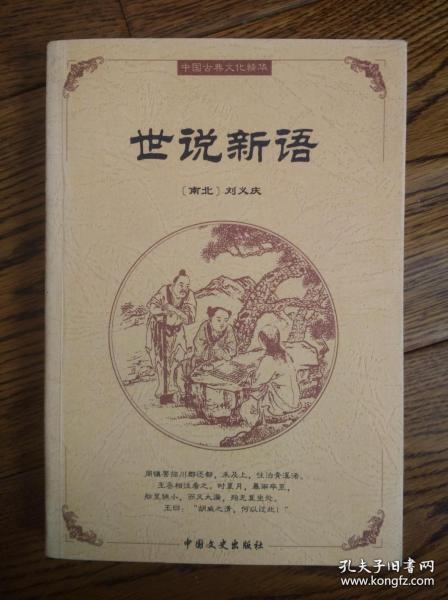 中国古典文化精华
世说新语
〔南北〕刘义庆
周镇罢临川郡还都，未及上，住泊青溪渚，
王丞相往看之。时夏月，暴雨卒至，
舫至狭小，而又大漏，殆无复坐处。
王曰：“胡威之清，何以过此！”
中国文史出版社
孔夫子旧书网
www.kongfz.com